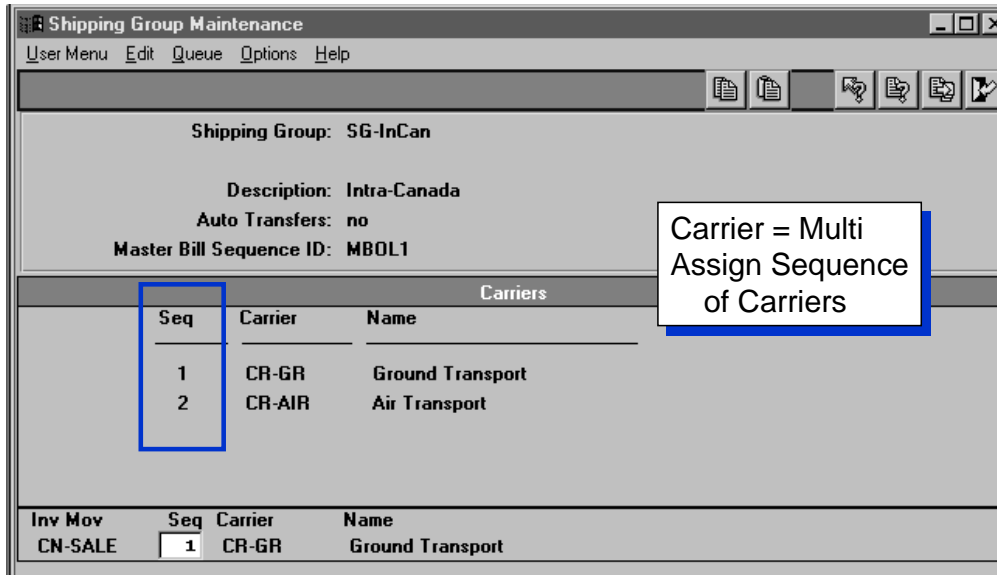 Shipping Group Maintenance
User Menu Edit Queue Options Help
Shipping Group: SG-InCan
Description: Intra-Canada
Auto Transfers: no
Master Bill Sequence ID: MBOL1
Carrier = Multi
Assign Sequence
of Carriers
Carriers
Seq Carrier Name
1 CR-GR Ground Transport
2 CR-AIR Air Transport
Inv Mov Seq Carrier Name
CN-SALE 1 CR-GR Ground Transport